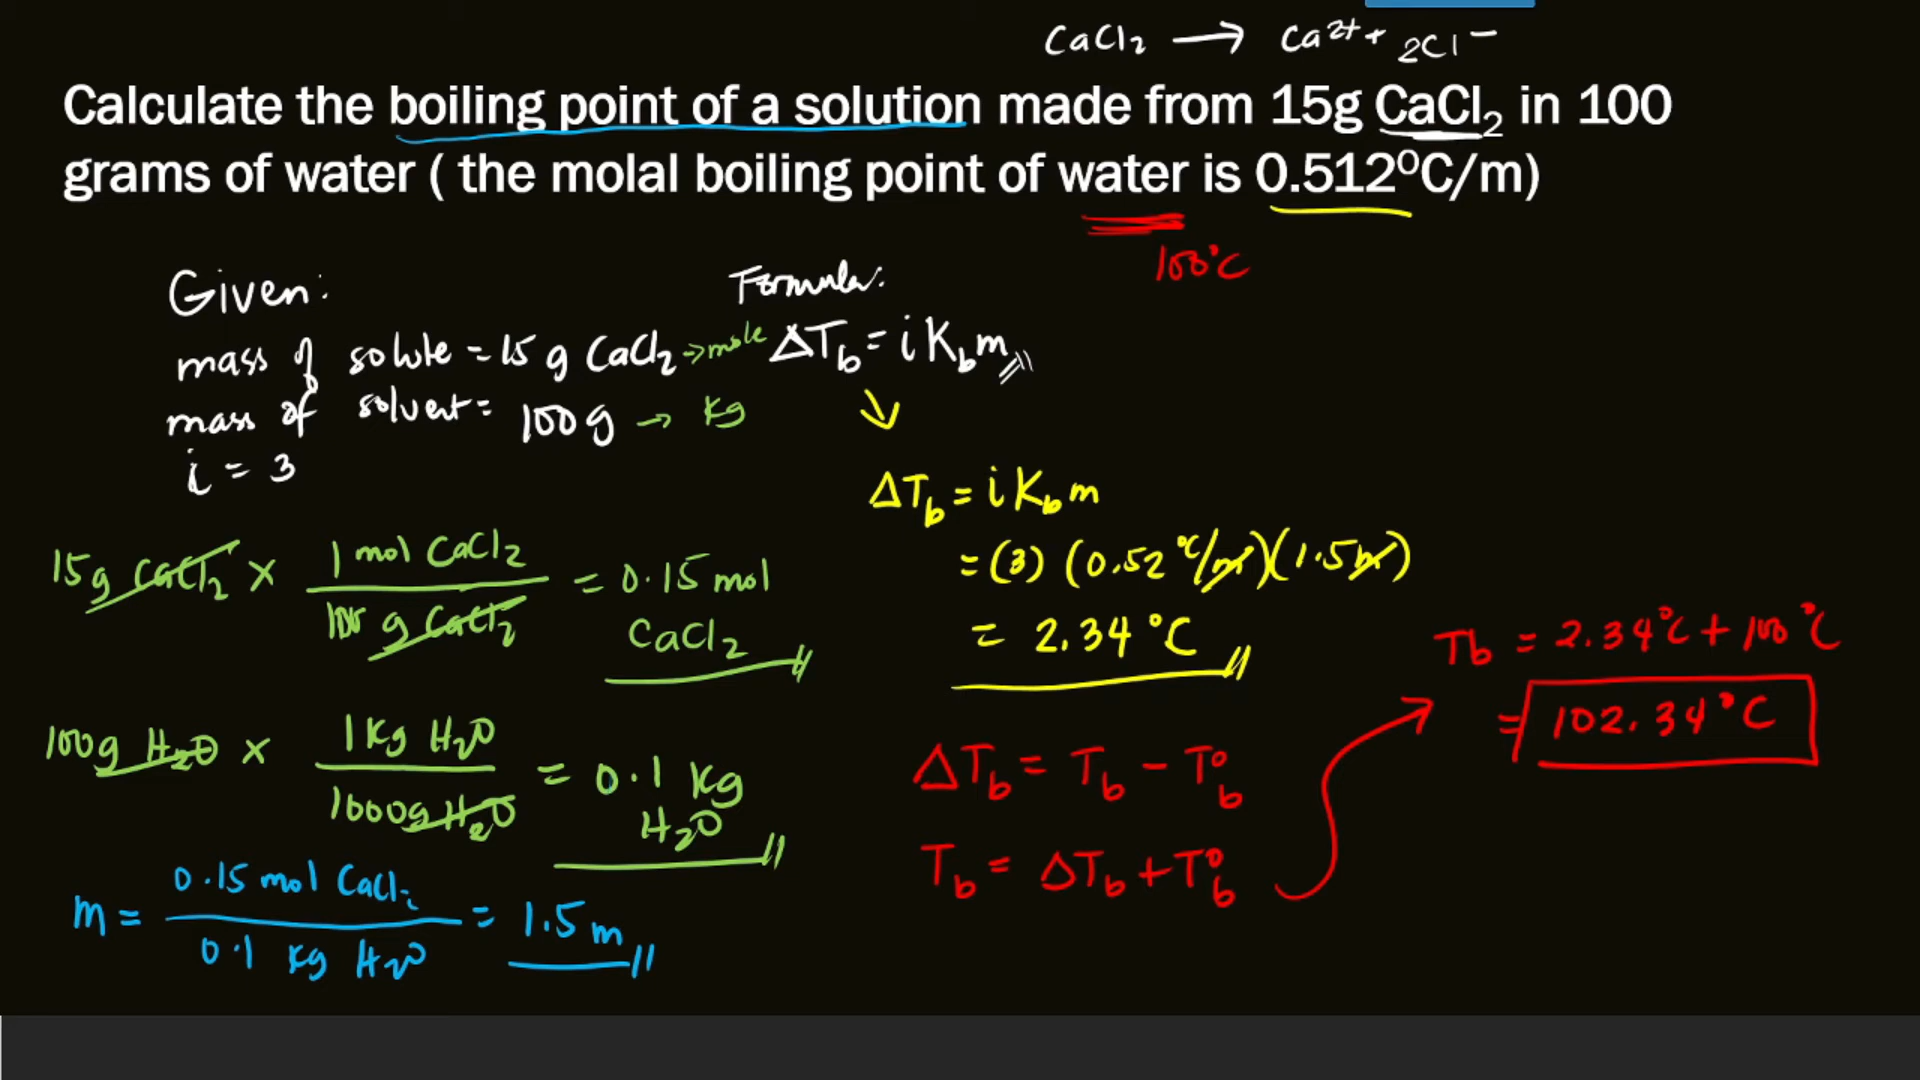 CaCl₂ → Ca²⁺ + 2Cl⁻
Calculate the boiling point of a solution made from 15g CaCl₂ in 100
grams of water ( the molal boiling point of water is 0.512⁰C/m)
100°C
Given:
mass of solute = 15 g CaCl₂ → mole
mass of solvent = 100g → Kg
i = 3
15g CaCl₂ × 1 mol CaCl₂ / g CaCl₂ = 0.15 mol
CaCl₂
100g H₂O × 1 Kg H₂O / 1000g H₂O = 0.1 Kg
H₂O
m = 0.15 mol CaCl₂ / 0.1 Kg H₂O = 1.5 m
Formula:
ΔTb = i Kb m
ΔTb = i Kb m
= (3) (0.52 °C/m)(1.5m)
= 2.34 °C
ΔTb = Tb − T°b
Tb = ΔTb + T°b
Tb = 2.34°C + 100°C
= 102.34°C